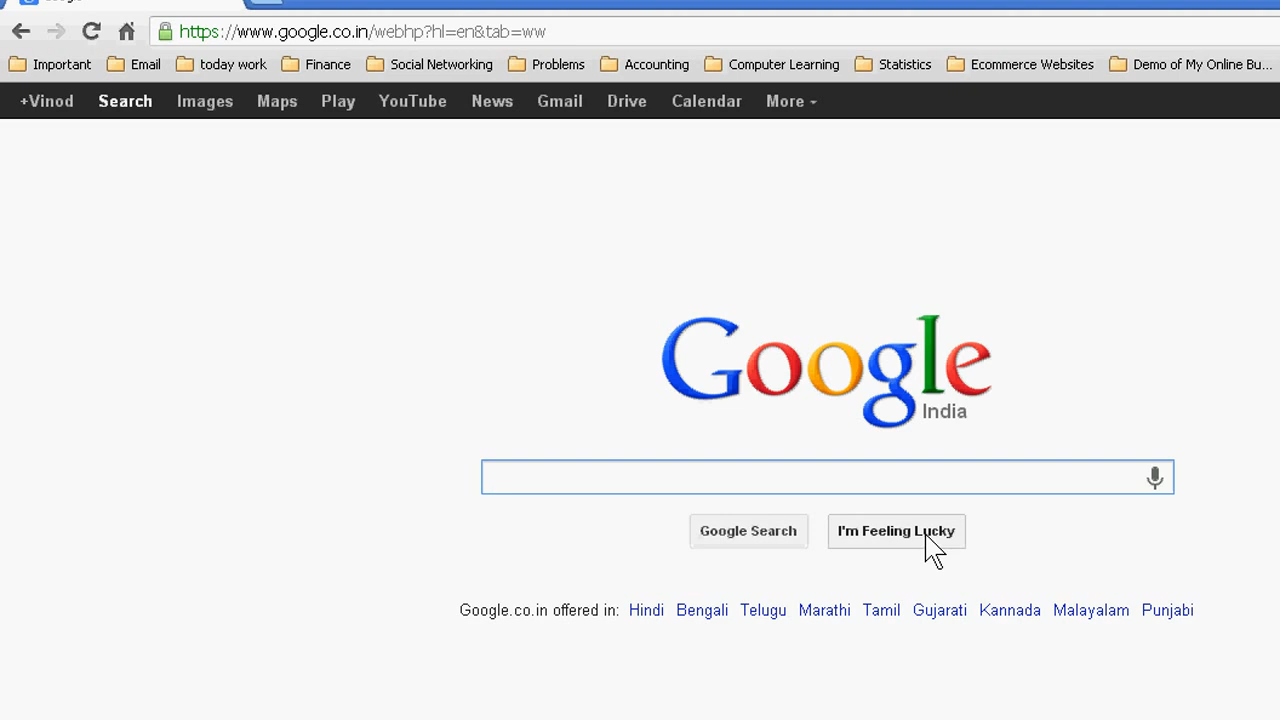 https://www.google.co.in/webhp?hl=en&tab=ww
Important Email today work Finance Social Networking Problems Accounting Computer Learning Statistics Ecommerce Websites Demo of My Online Bu...
+Vinod Search Images Maps Play YouTube News Gmail Drive Calendar More
Google
India
Google Search I'm Feeling Lucky
Google.co.in offered in: Hindi Bengali Telugu Marathi Tamil Gujarati Kannada Malayalam Punjabi